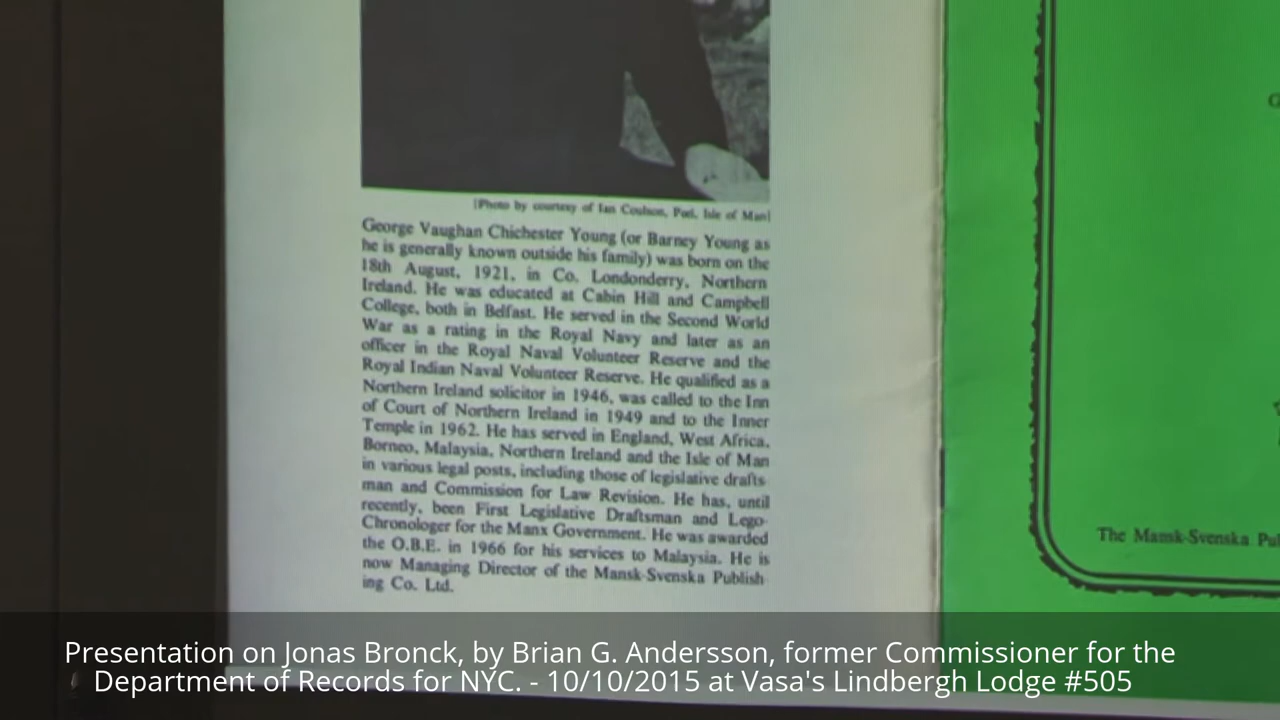 [Photo by courtesy of Ian Coulson, Peel, Isle of Man]
George Vaughan Chichester Young (or Barney Young as
he is generally known outside his family) was born on the
18th August, 1921, in Co. Londonderry, Northern
Ireland. He was educated at Cabin Hill and Campbell
College, both in Belfast. He served in the Second World
War as a rating in the Royal Navy and later as an
officer in the Royal Naval Volunteer Reserve and the
Royal Indian Naval Volunteer Reserve. He qualified as a
Northern Ireland solicitor in 1946, was called to the Inn
of Court of Northern Ireland in 1949 and to the Inner
Temple in 1962. He has served in England, West Africa,
Borneo, Malaysia, Northern Ireland and the Isle of Man
in various legal posts, including those of legislative drafts-
man and Commission for Law Revision. He has, until
recently, been First Legislative Draftsman and Lego-
Chronologer for the Manx Government. He was awarded
the O.B.E. in 1966 for his services to Malaysia. He is
now Managing Director of the Mansk-Svenska Publish-
ing Co. Ltd.
The Mansk-Svenska Pu
Presentation on Jonas Bronck, by Brian G. Andersson, former Commissioner for the
Department of Records for NYC. - 10/10/2015 at Vasa's Lindbergh Lodge #505